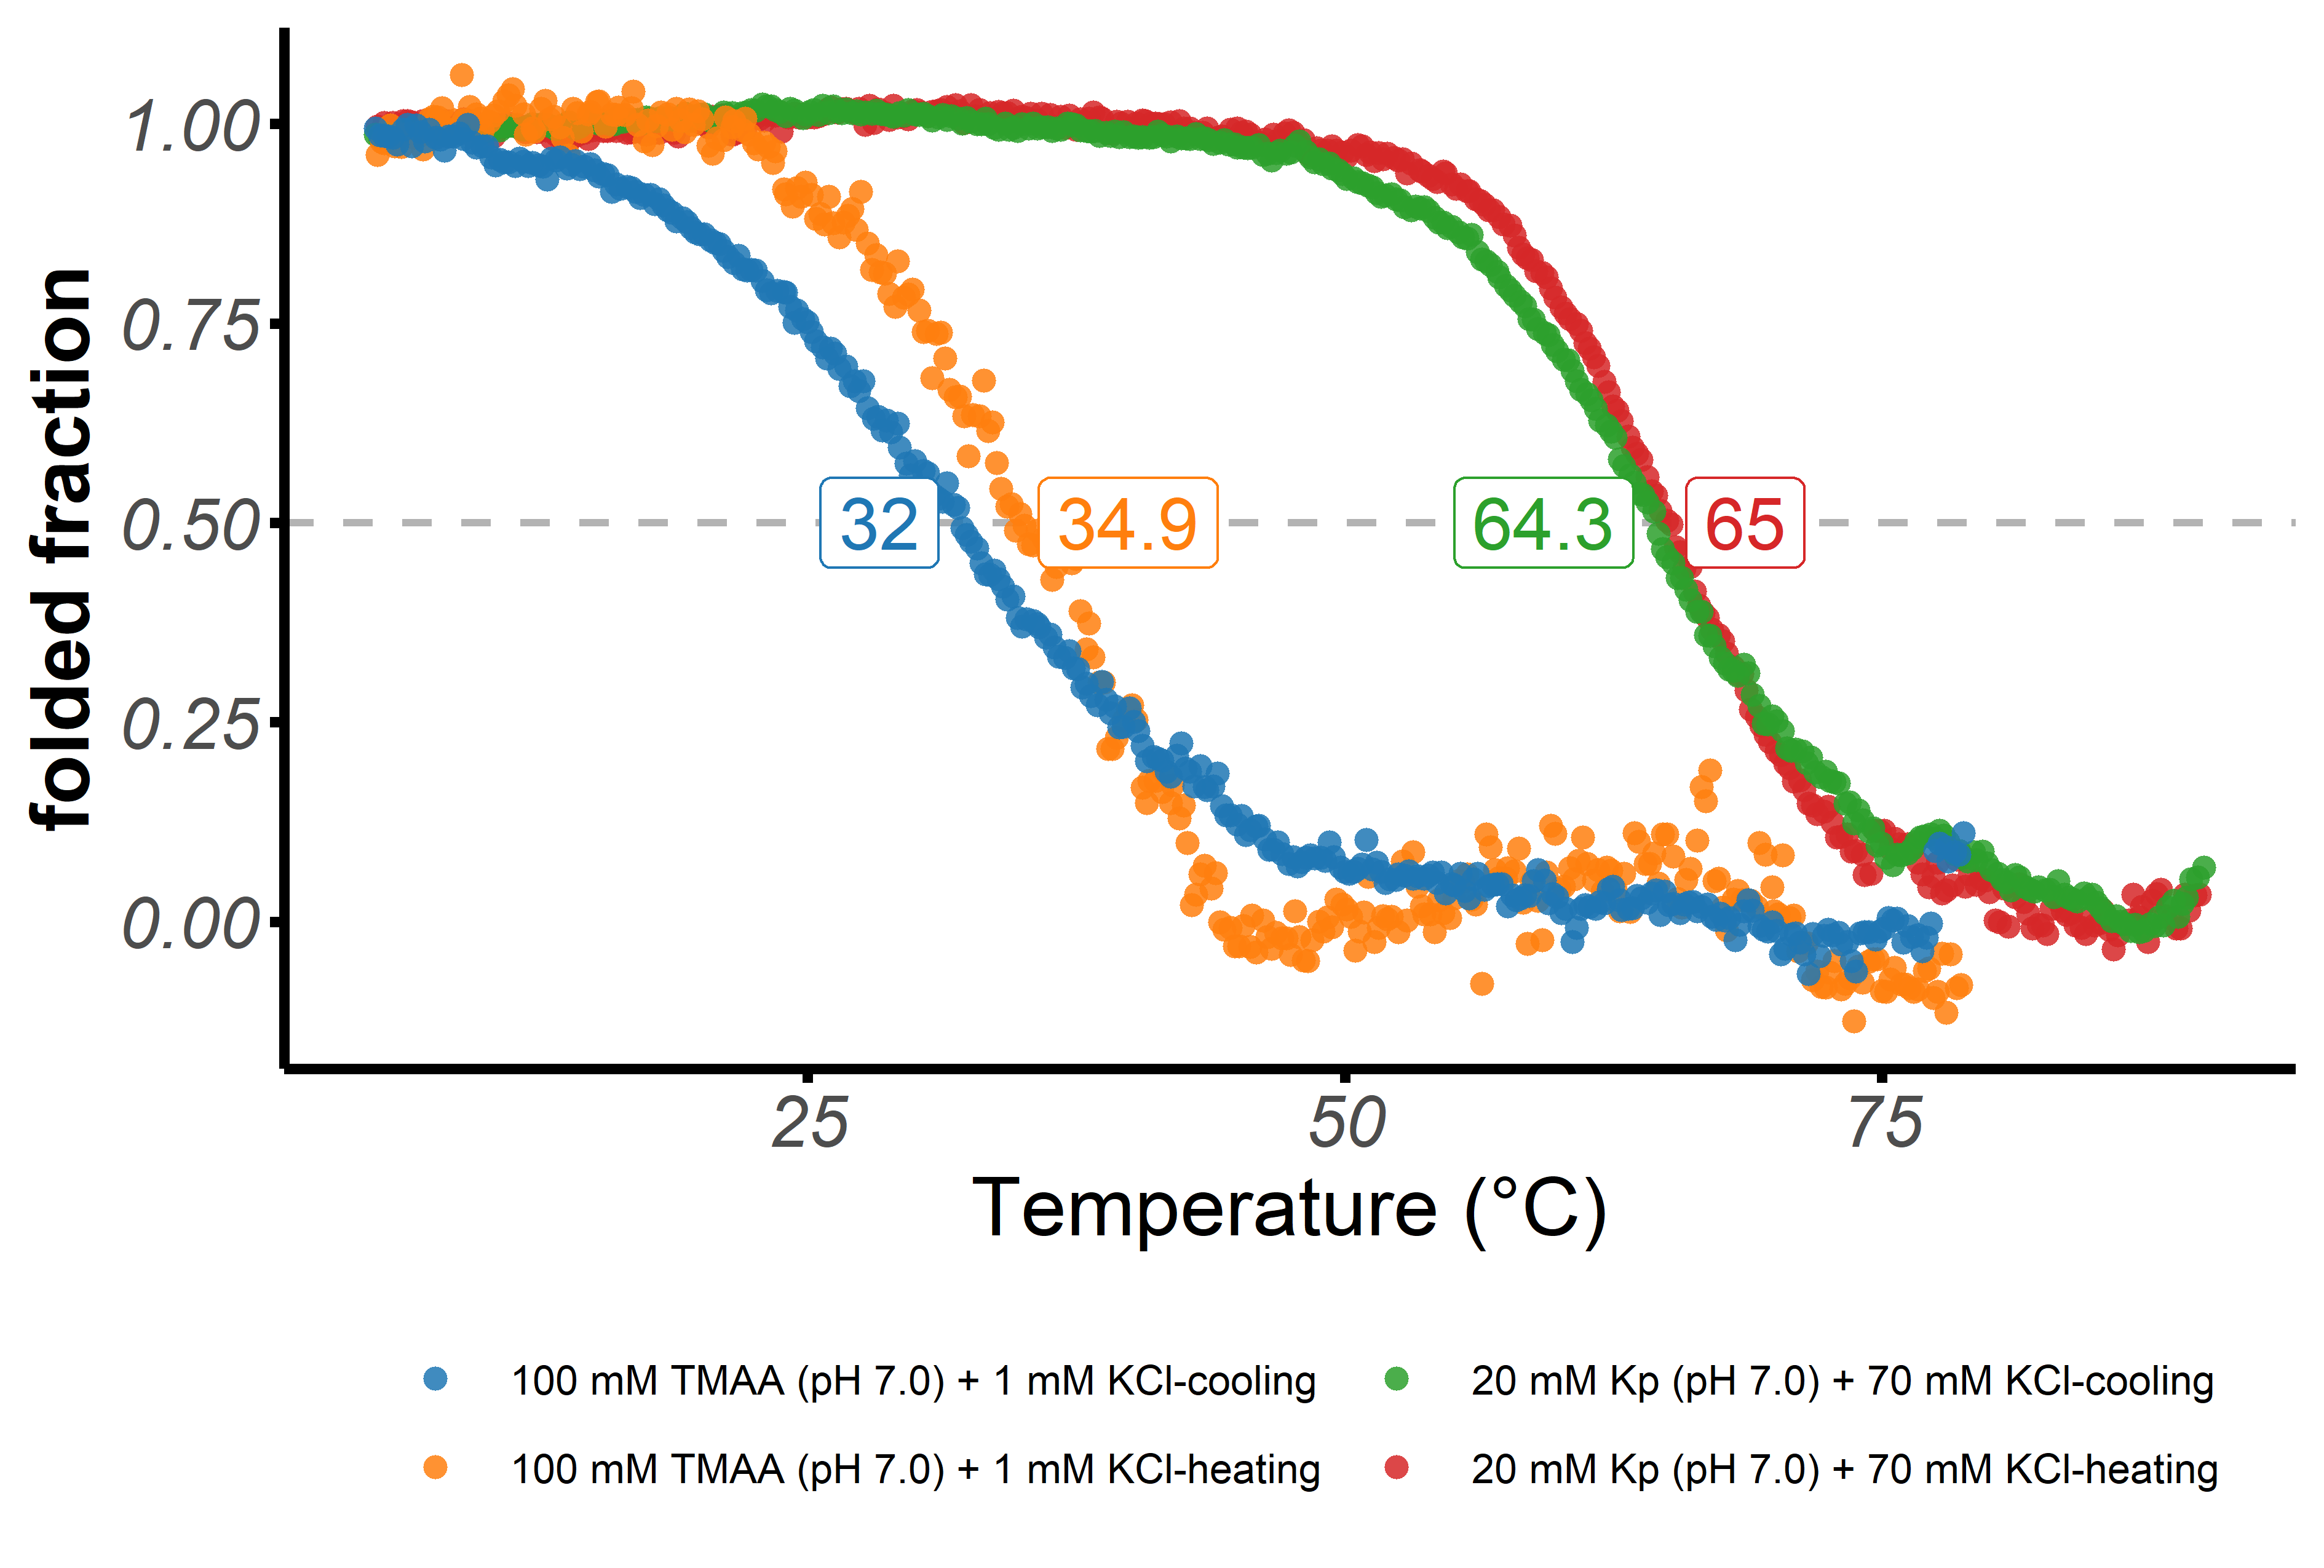 folded fraction
1.00
0.75
0.50
0.25
0.00
32
34.9
64.3
65
25
50
75
Temperature (°C)
100 mM TMAA (pH 7.0) + 1 mM KCl-cooling
20 mM Kp (pH 7.0) + 70 mM KCl-cooling
100 mM TMAA (pH 7.0) + 1 mM KCl-heating
20 mM Kp (pH 7.0) + 70 mM KCl-heating